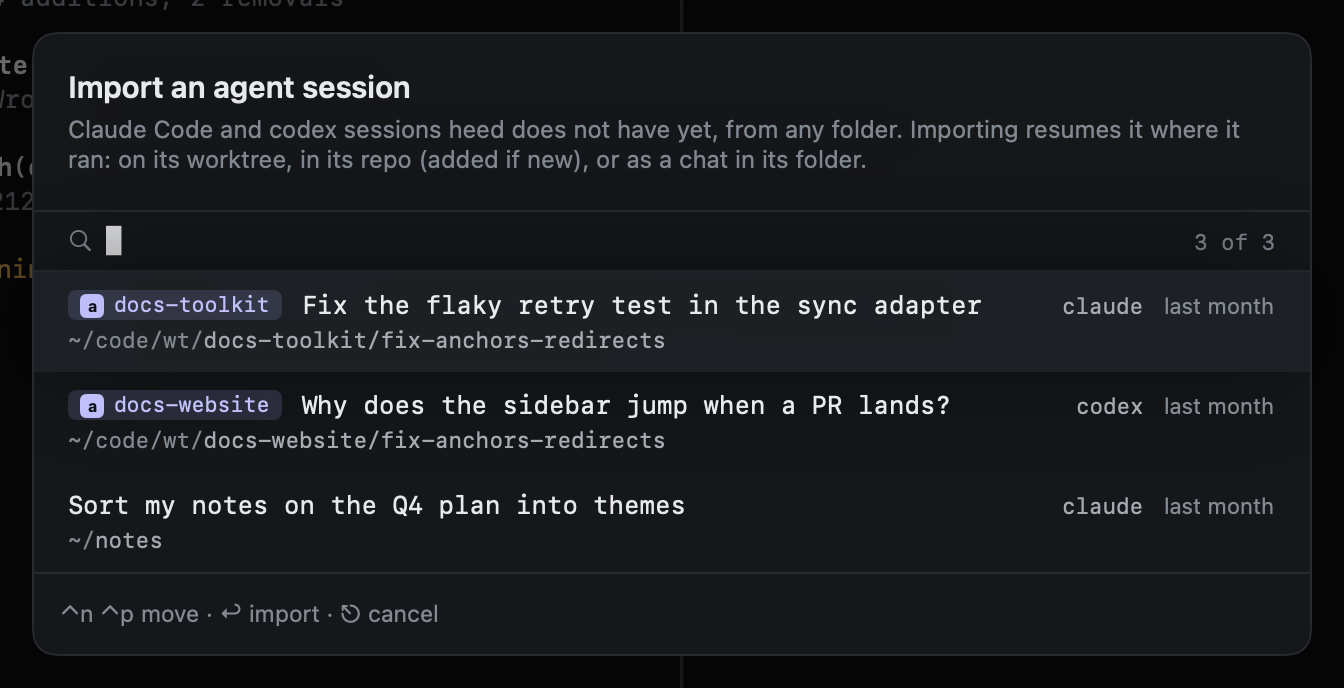 4 additions, 2 removals
Import an agent session
Claude Code and codex sessions heed does not have yet, from any folder. Importing resumes it where it
ran: on its worktree, in its repo (added if new), or as a chat in its folder.
3 of 3
a docs-toolkit Fix the flaky retry test in the sync adapter claude last month
~/code/wt/docs-toolkit/fix-anchors-redirects
a docs-website Why does the sidebar jump when a PR lands? codex last month
~/code/wt/docs-website/fix-anchors-redirects
Sort my notes on the Q4 plan into themes claude last month
~/notes
^n ^p move · ↩ import · ⎋ cancel